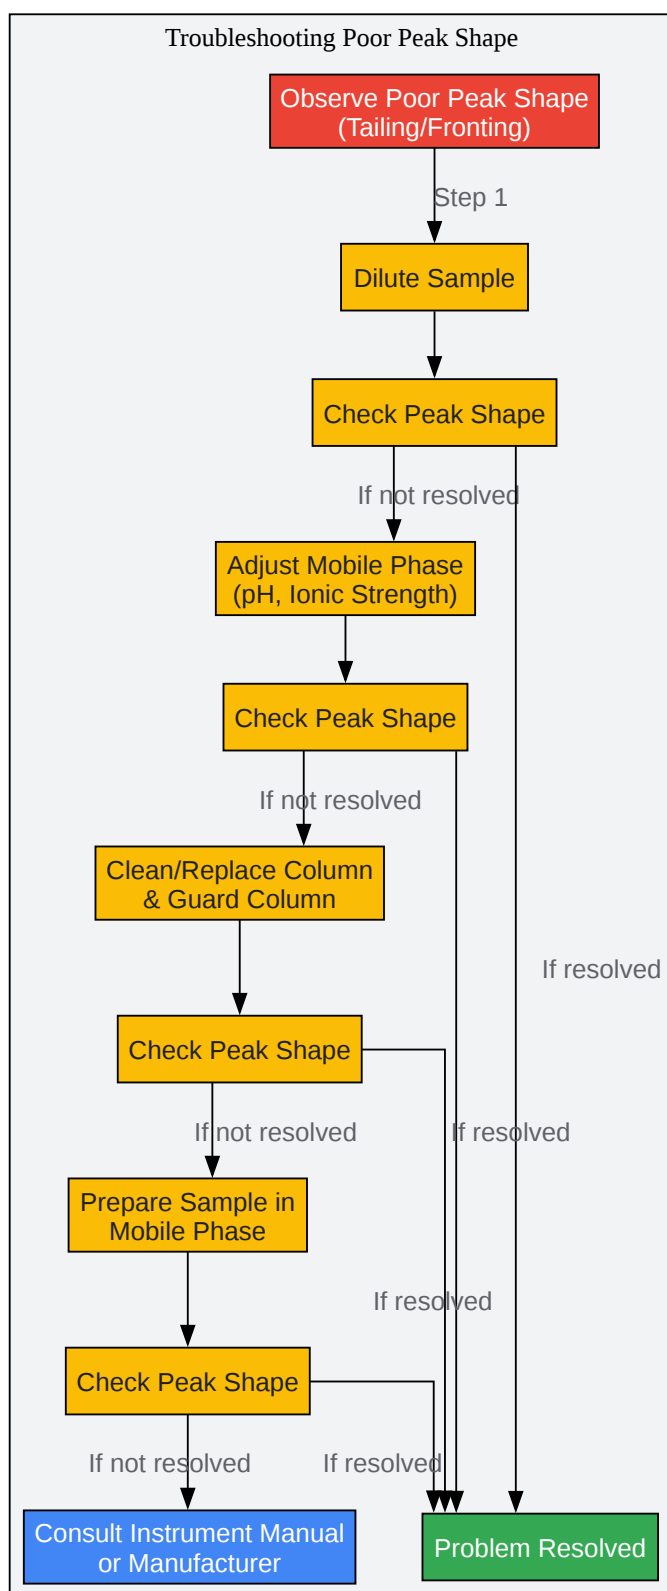 Troubleshooting Poor Peak Shape
Observe Poor Peak Shape
(Tailing/Fronting)
Step 1
Dilute Sample
Check Peak Shape
If not resolved
Adjust Mobile Phase
(pH, Ionic Strength)
Check Peak Shape
If not resolved
Clean/Replace Column
& Guard Column
If resolved
Check Peak Shape
If not resolved
If resolved
Prepare Sample in
Mobile Phase
If resolved
Check Peak Shape
If not resolved
If resolved
Consult Instrument Manual
or Manufacturer
Problem Resolved